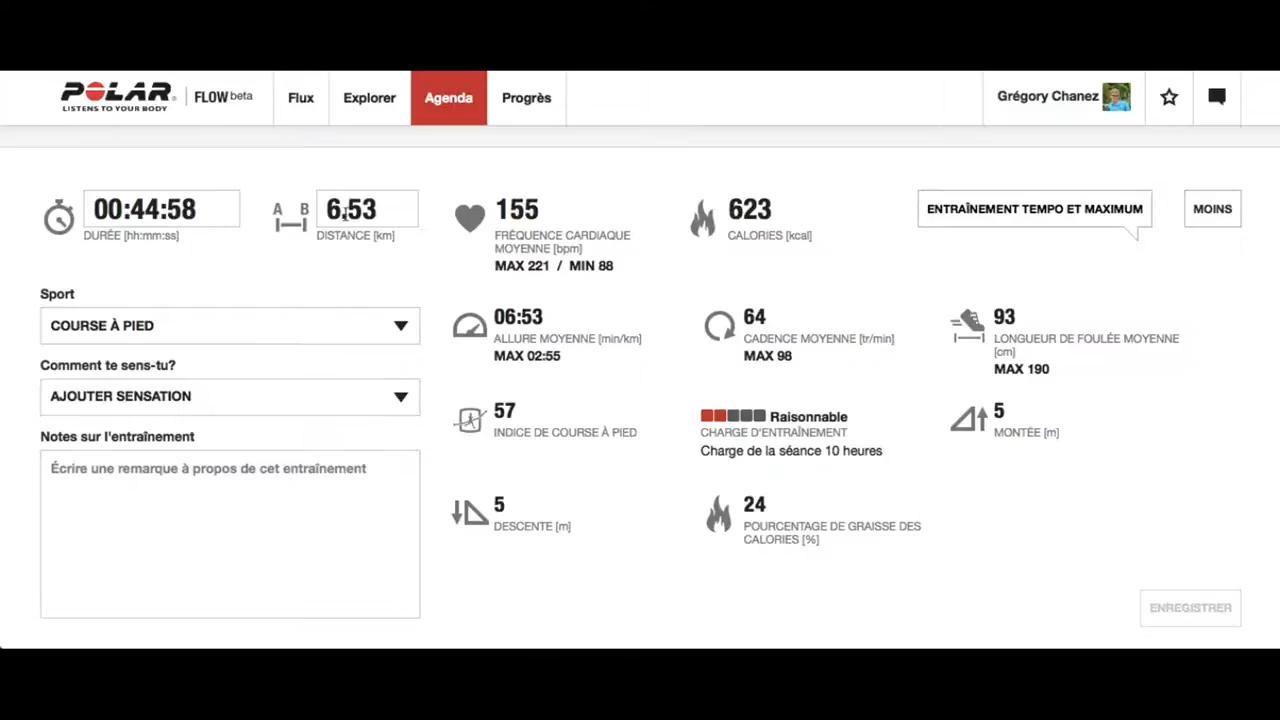 POLAR
LISTENS TO YOUR BODY
FLOW beta
Flux
Explorer
Agenda
Progrès
Grégory Chanez
00:44:58
DURÉE [hh:mm:ss]
A B
6.53
DISTANCE [km]
155
FRÉQUENCE CARDIAQUE
MOYENNE [bpm]
MAX 221 / MIN 88
623
CALORIES [kcal]
ENTRAÎNEMENT TEMPO ET MAXIMUM
MOINS
Sport
COURSE À PIED
Comment te sens-tu?
AJOUTER SENSATION
Notes sur l'entraînement
Écrire une remarque à propos de cet entraînement
06:53
ALLURE MOYENNE [min/km]
MAX 02:55
64
CADENCE MOYENNE [tr/min]
MAX 98
93
LONGUEUR DE FOULÉE MOYENNE
[cm]
MAX 190
57
INDICE DE COURSE À PIED
Raisonnable
CHARGE D'ENTRAÎNEMENT
Charge de la séance 10 heures
5
MONTÉE [m]
5
DESCENTE [m]
24
POURCENTAGE DE GRAISSE DES
CALORIES [%]
ENREGISTRER